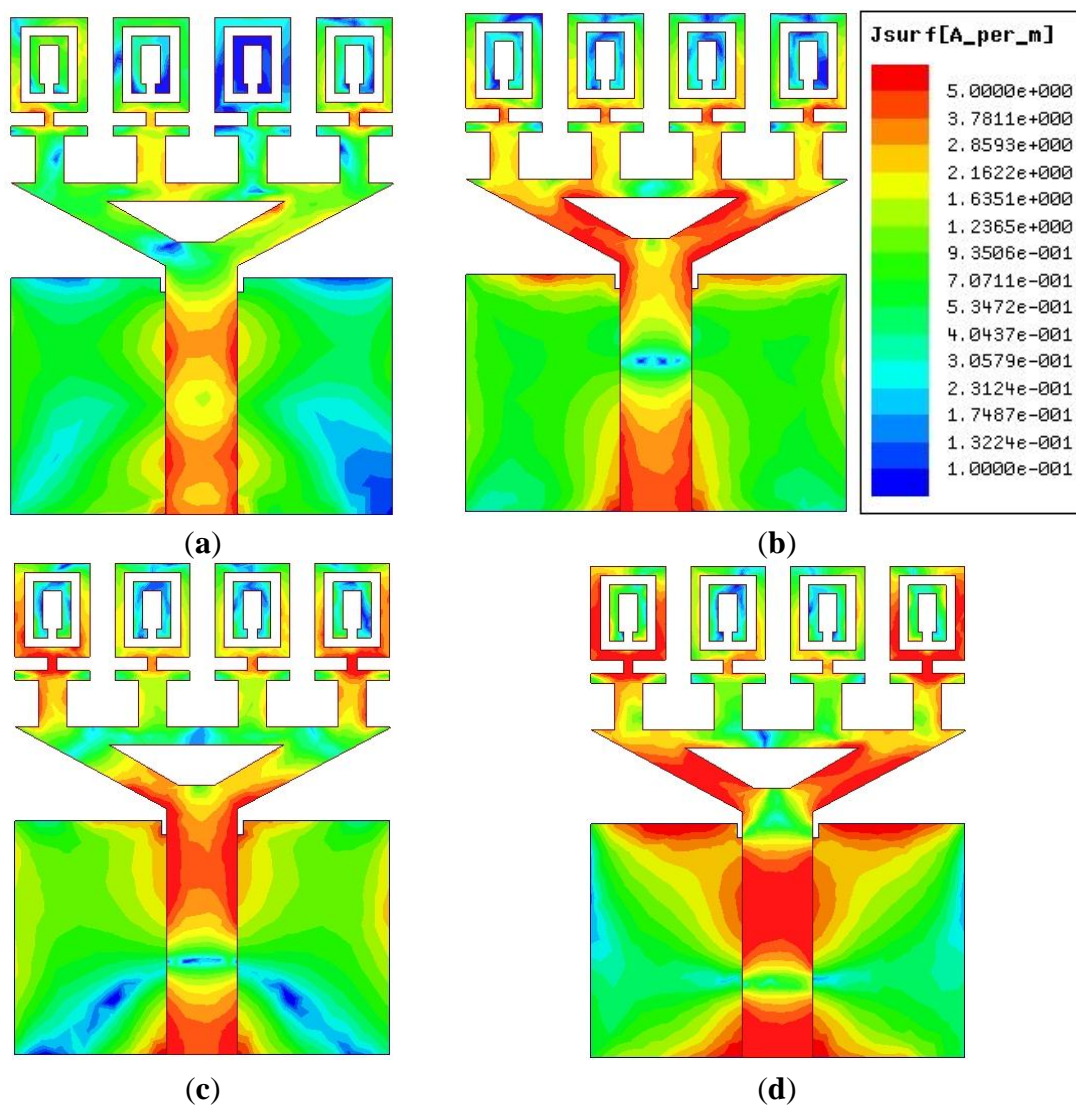 Jsurf[A_per_m]
5.0000e+000
3.7811e+000
2.8593e+000
2.1622e+000
1.6351e+000
1.2365e+000
9.3506e-001
7.0711e-001
5.3472e-001
4.0437e-001
3.0579e-001
2.3124e-001
1.7487e-001
1.3224e-001
1.0000e-001
(a)
(b)
(c)
(d)